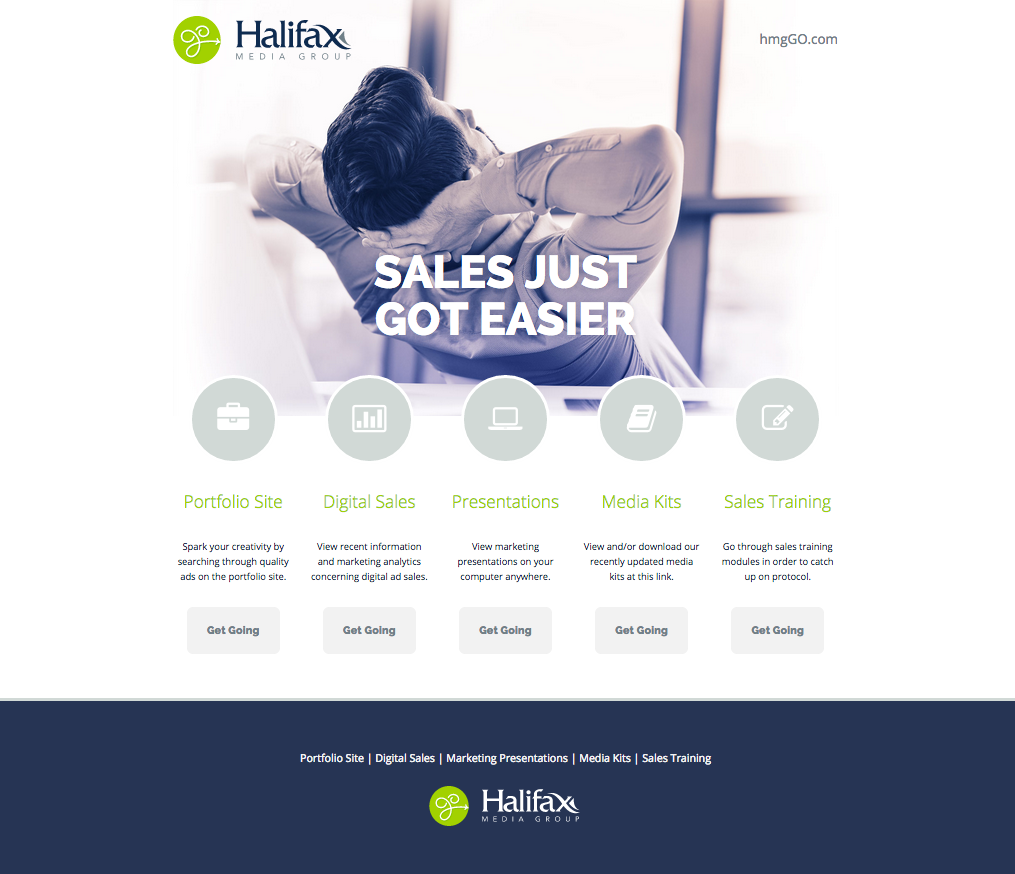 go
Halifax
MEDIA GROUP
hmgGO.com
SALES JUST
GOT EASIER
Portfolio Site
Digital Sales
Presentations
Media Kits
Sales Training
Spark your creativity by
searching through quality
ads on the portfolio site.
View recent information
and marketing analytics
concerning digital ad sales.
View marketing
presentations on your
computer anywhere.
View and/or download our
recently updated media
kits at this link.
Go through sales training
modules in order to catch
up on protocol.
Get Going
Get Going
Get Going
Get Going
Get Going
Portfolio Site | Digital Sales | Marketing Presentations | Media Kits | Sales Training
go
Halifax
MEDIA GROUP